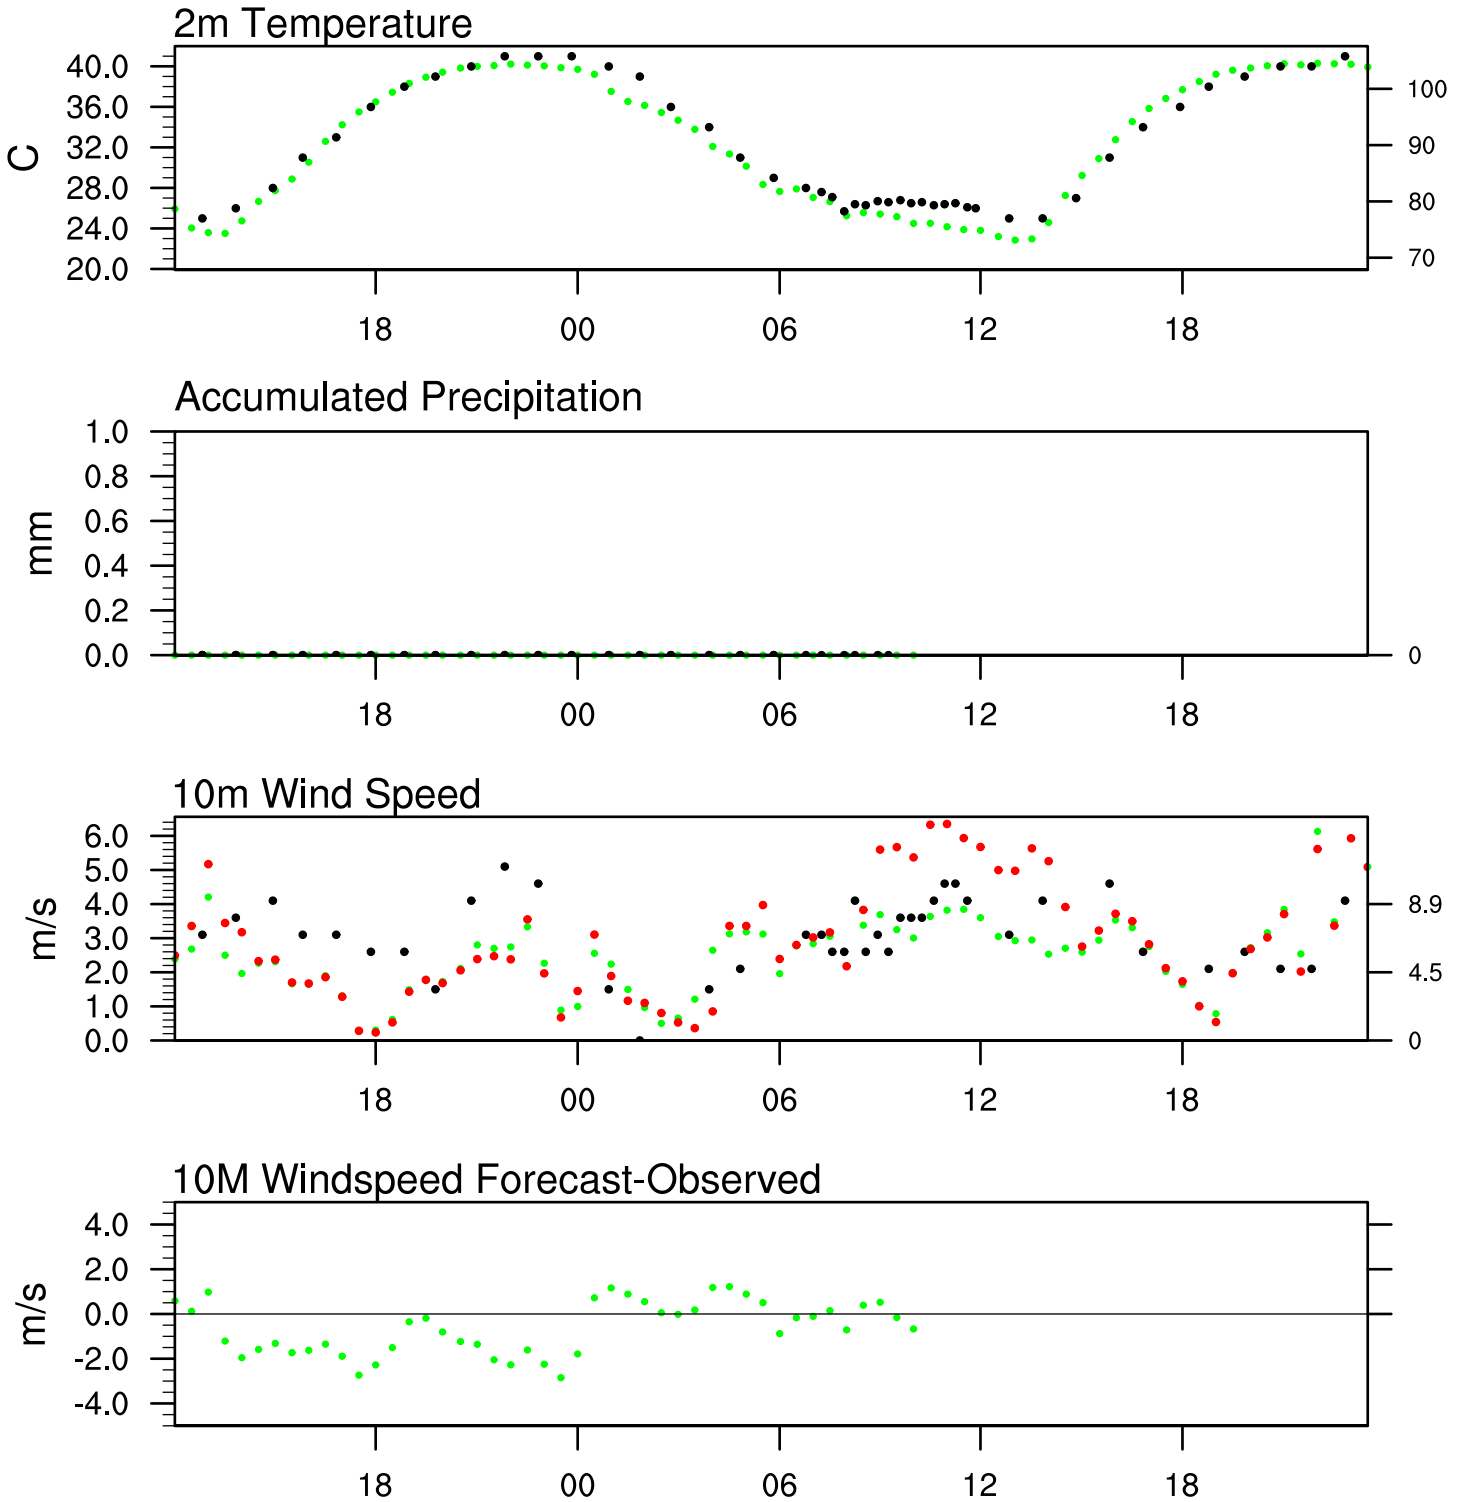 2m Temperature
40.0
36.0
32.0
28.0
24.0
20.0
C
100
90
80
70
18 00 06 12 18
Accumulated Precipitation
1.0
0.8
0.6
0.4
0.2
0.0
mm
0
18 00 06 12 18
10m Wind Speed
6.0
5.0
4.0
3.0
2.0
1.0
0.0
m/s
8.9
4.5
0
18 00 06 12 18
10M Windspeed Forecast-Observed
4.0
2.0
0.0
-2.0
-4.0
m/s
18 00 06 12 18